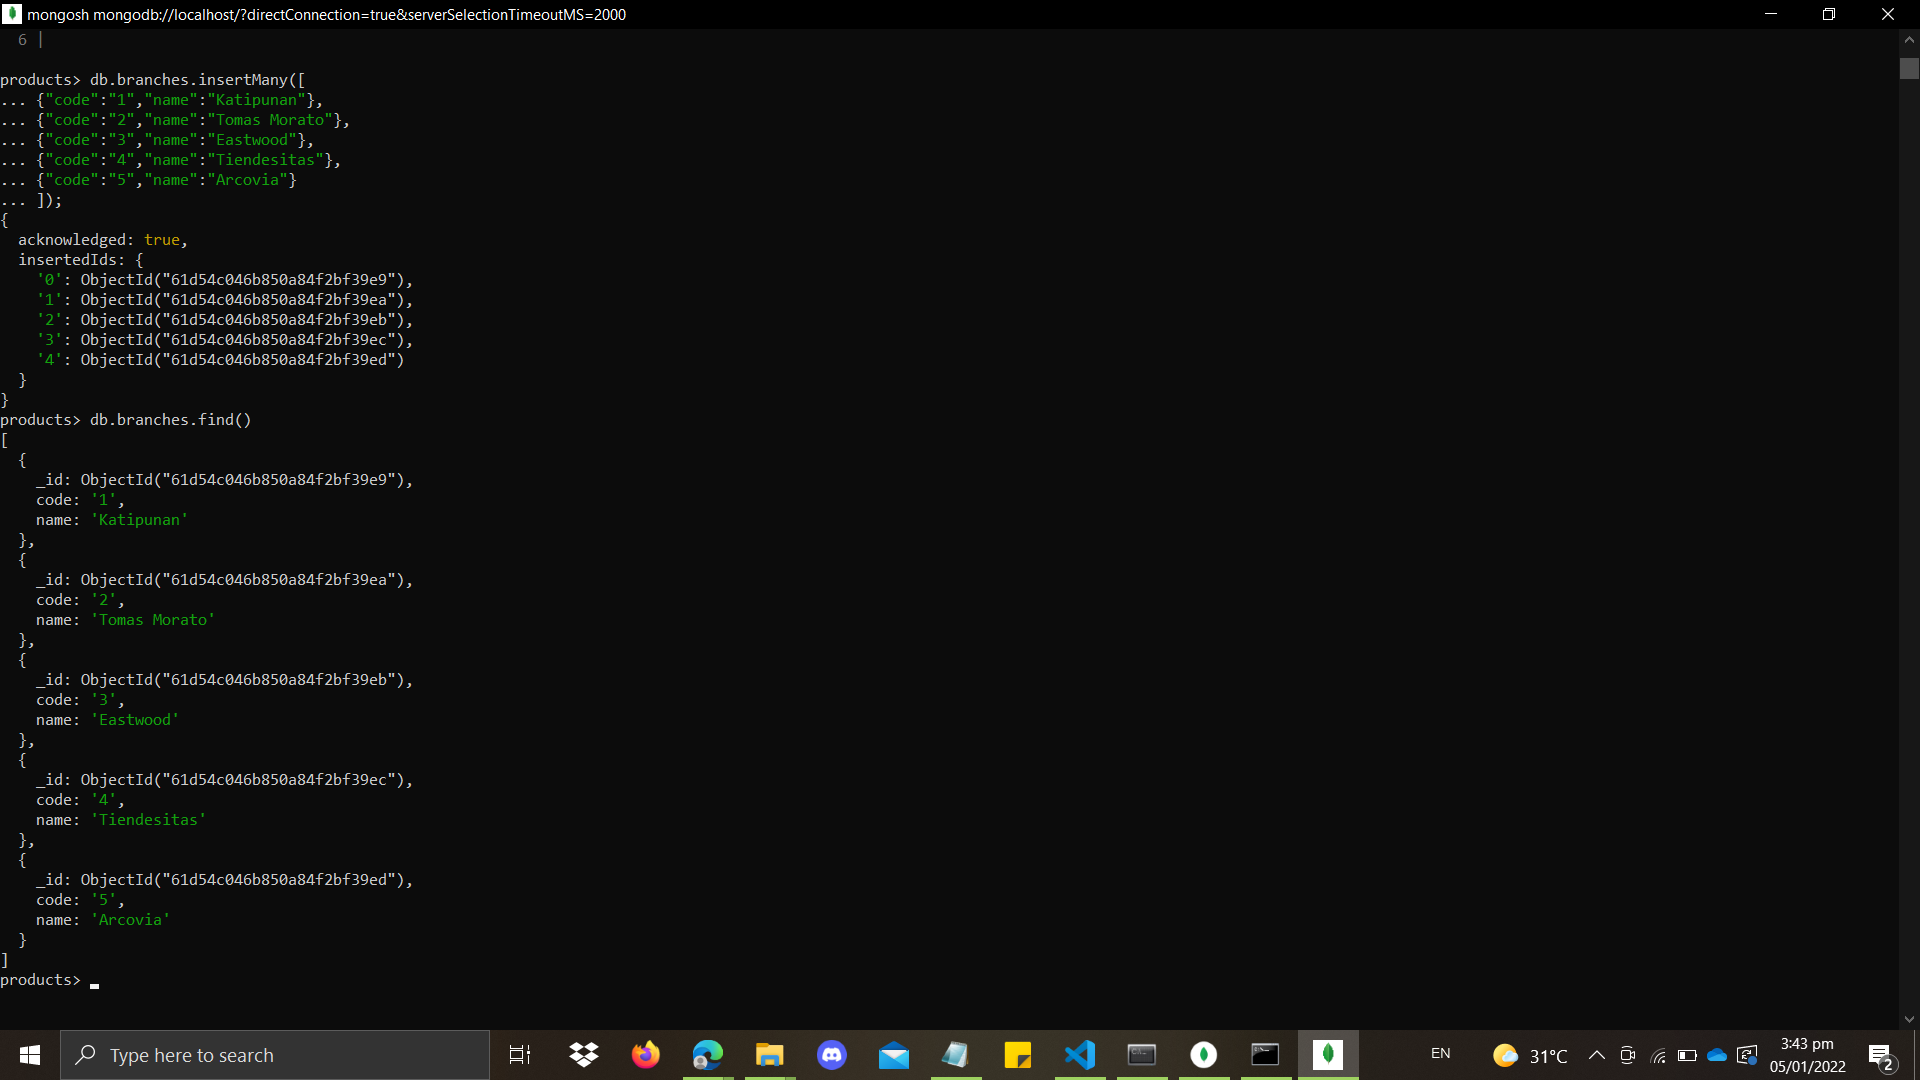 mongosh mongodb://localhost/?directConnection=true&serverSelectionTimeoutMS=2000
6 |
products> db.branches.insertMany([
... {"code":"1","name":"Katipunan"},
... {"code":"2","name":"Tomas Morato"},
... {"code":"3","name":"Eastwood"},
... {"code":"4","name":"Tiendesitas"},
... {"code":"5","name":"Arcovia"}
... ]);
{
  acknowledged: true,
  insertedIds: {
    '0': ObjectId("61d54c046b850a84f2bf39e9"),
    '1': ObjectId("61d54c046b850a84f2bf39ea"),
    '2': ObjectId("61d54c046b850a84f2bf39eb"),
    '3': ObjectId("61d54c046b850a84f2bf39ec"),
    '4': ObjectId("61d54c046b850a84f2bf39ed")
  }
}
products> db.branches.find()
[
  {
    _id: ObjectId("61d54c046b850a84f2bf39e9"),
    code: '1',
    name: 'Katipunan'
  },
  {
    _id: ObjectId("61d54c046b850a84f2bf39ea"),
    code: '2',
    name: 'Tomas Morato'
  },
  {
    _id: ObjectId("61d54c046b850a84f2bf39eb"),
    code: '3',
    name: 'Eastwood'
  },
  {
    _id: ObjectId("61d54c046b850a84f2bf39ec"),
    code: '4',
    name: 'Tiendesitas'
  },
  {
    _id: ObjectId("61d54c046b850a84f2bf39ed"),
    code: '5',
    name: 'Arcovia'
  }
]
products>
Type here to search
EN
31°C
3:43 pm
05/01/2022
2